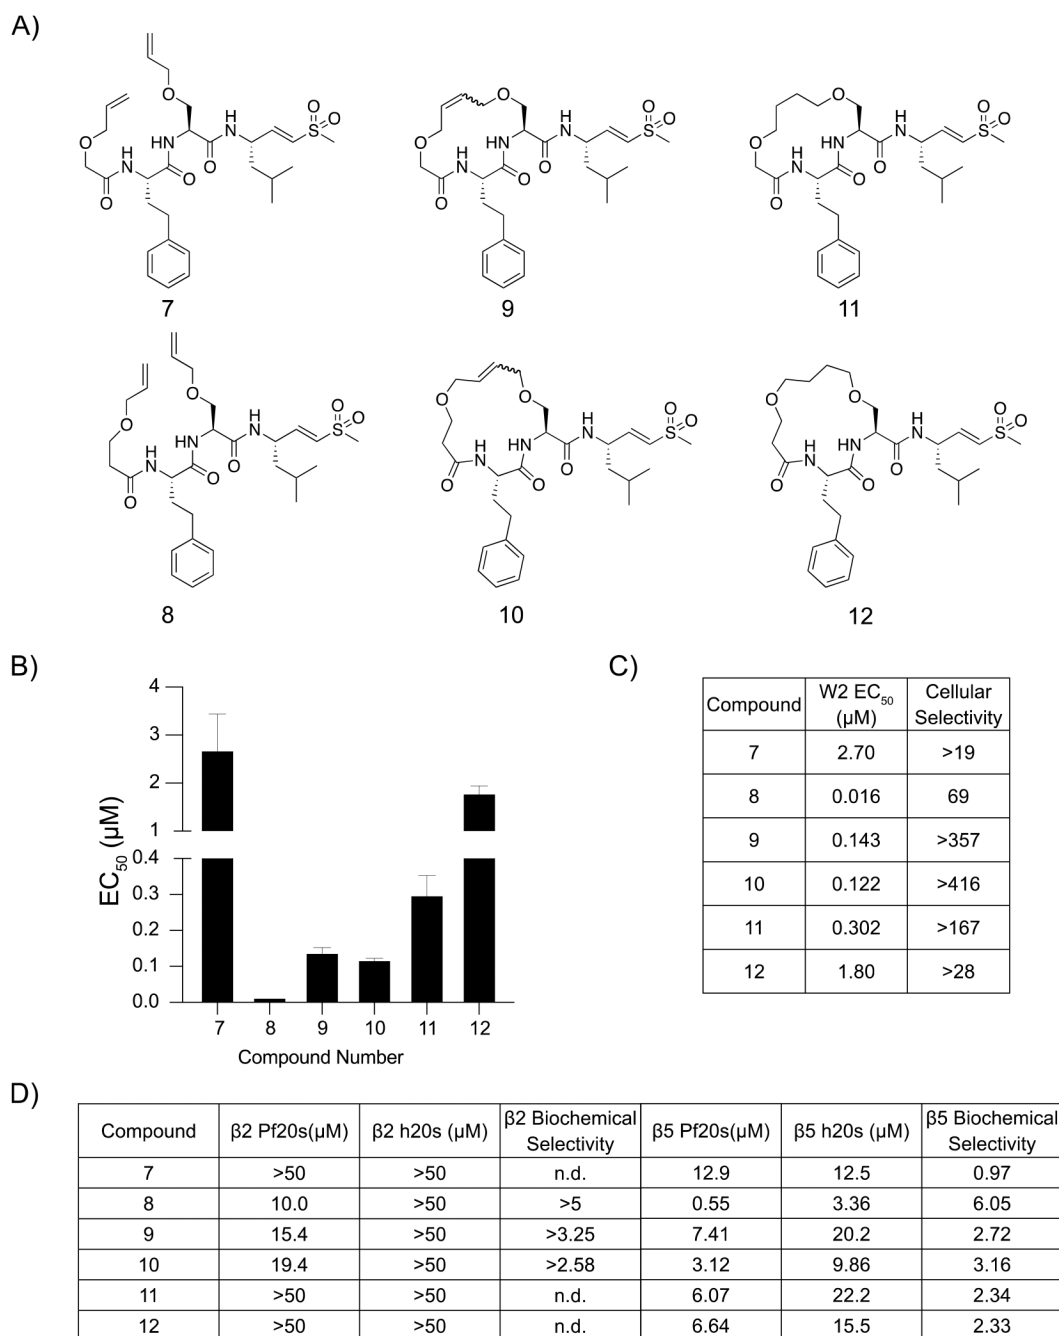 A)
O
O
O
H
N
O
H
N
O
H
N
O
S
O
7
O
O
O
H
N
O
H
N
O
H
N
O
S
O
9
O
O
O
H
N
O
H
N
O
H
N
O
S
O
11
O
O
O
H
N
O
H
N
O
H
N
O
S
O
8
O
O
O
H
N
O
H
N
O
H
N
O
S
O
10
O
O
O
H
N
O
H
N
O
H
N
O
S
O
12
B)
EC50 (µM)
4
3
2
1
0.4
0.3
0.2
0.1
0.0
7 8 9 10 11 12
Compound Number
C)
Compound W2 EC50 (µM) Cellular Selectivity
7 2.70 >19
8 0.016 69
9 0.143 >357
10 0.122 >416
11 0.302 >167
12 1.80 >28
D)
Compound β2 Pf20s(µM) β2 h20s (µM) β2 Biochemical Selectivity β5 Pf20s(µM) β5 h20s (µM) β5 Biochemical Selectivity
7 >50 >50 n.d. 12.9 12.5 0.97
8 10.0 >50 >5 0.55 3.36 6.05
9 15.4 >50 >3.25 7.41 20.2 2.72
10 19.4 >50 >2.58 3.12 9.86 3.16
11 >50 >50 n.d. 6.07 22.2 2.34
12 >50 >50 n.d. 6.64 15.5 2.33